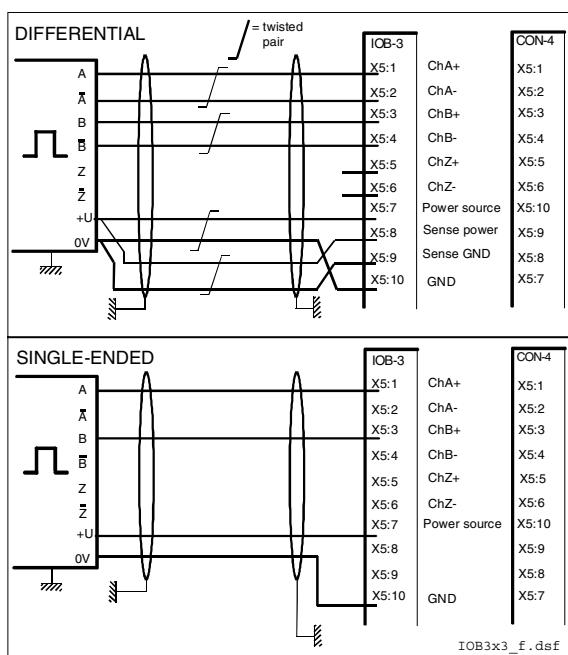 DIFFERENTIAL
= twisted
pair
IOB-3 CON-4
A X5:1 ChA+ X5:1
A̅ X5:2 ChA- X5:2
B X5:3 ChB+ X5:3
B̅ X5:4 ChB- X5:4
Z X5:5 ChZ+ X5:5
Z̅ X5:6 ChZ- X5:6
+U X5:7 Power source X5:10
0V X5:8 Sense power X5:9
X5:9 Sense GND X5:8
X5:10 GND X5:7
SINGLE-ENDED
IOB-3 CON-4
A X5:1 ChA+ X5:1
A̅ X5:2 ChA- X5:2
B X5:3 ChB+ X5:3
B̅ X5:4 ChB- X5:4
Z X5:5 ChZ+ X5:5
Z̅ X5:6 ChZ- X5:6
+U X5:7 Power source X5:10
0V X5:8 X5:9
X5:9 X5:8
X5:10 GND X5:7
IOB3x3_f.dsf